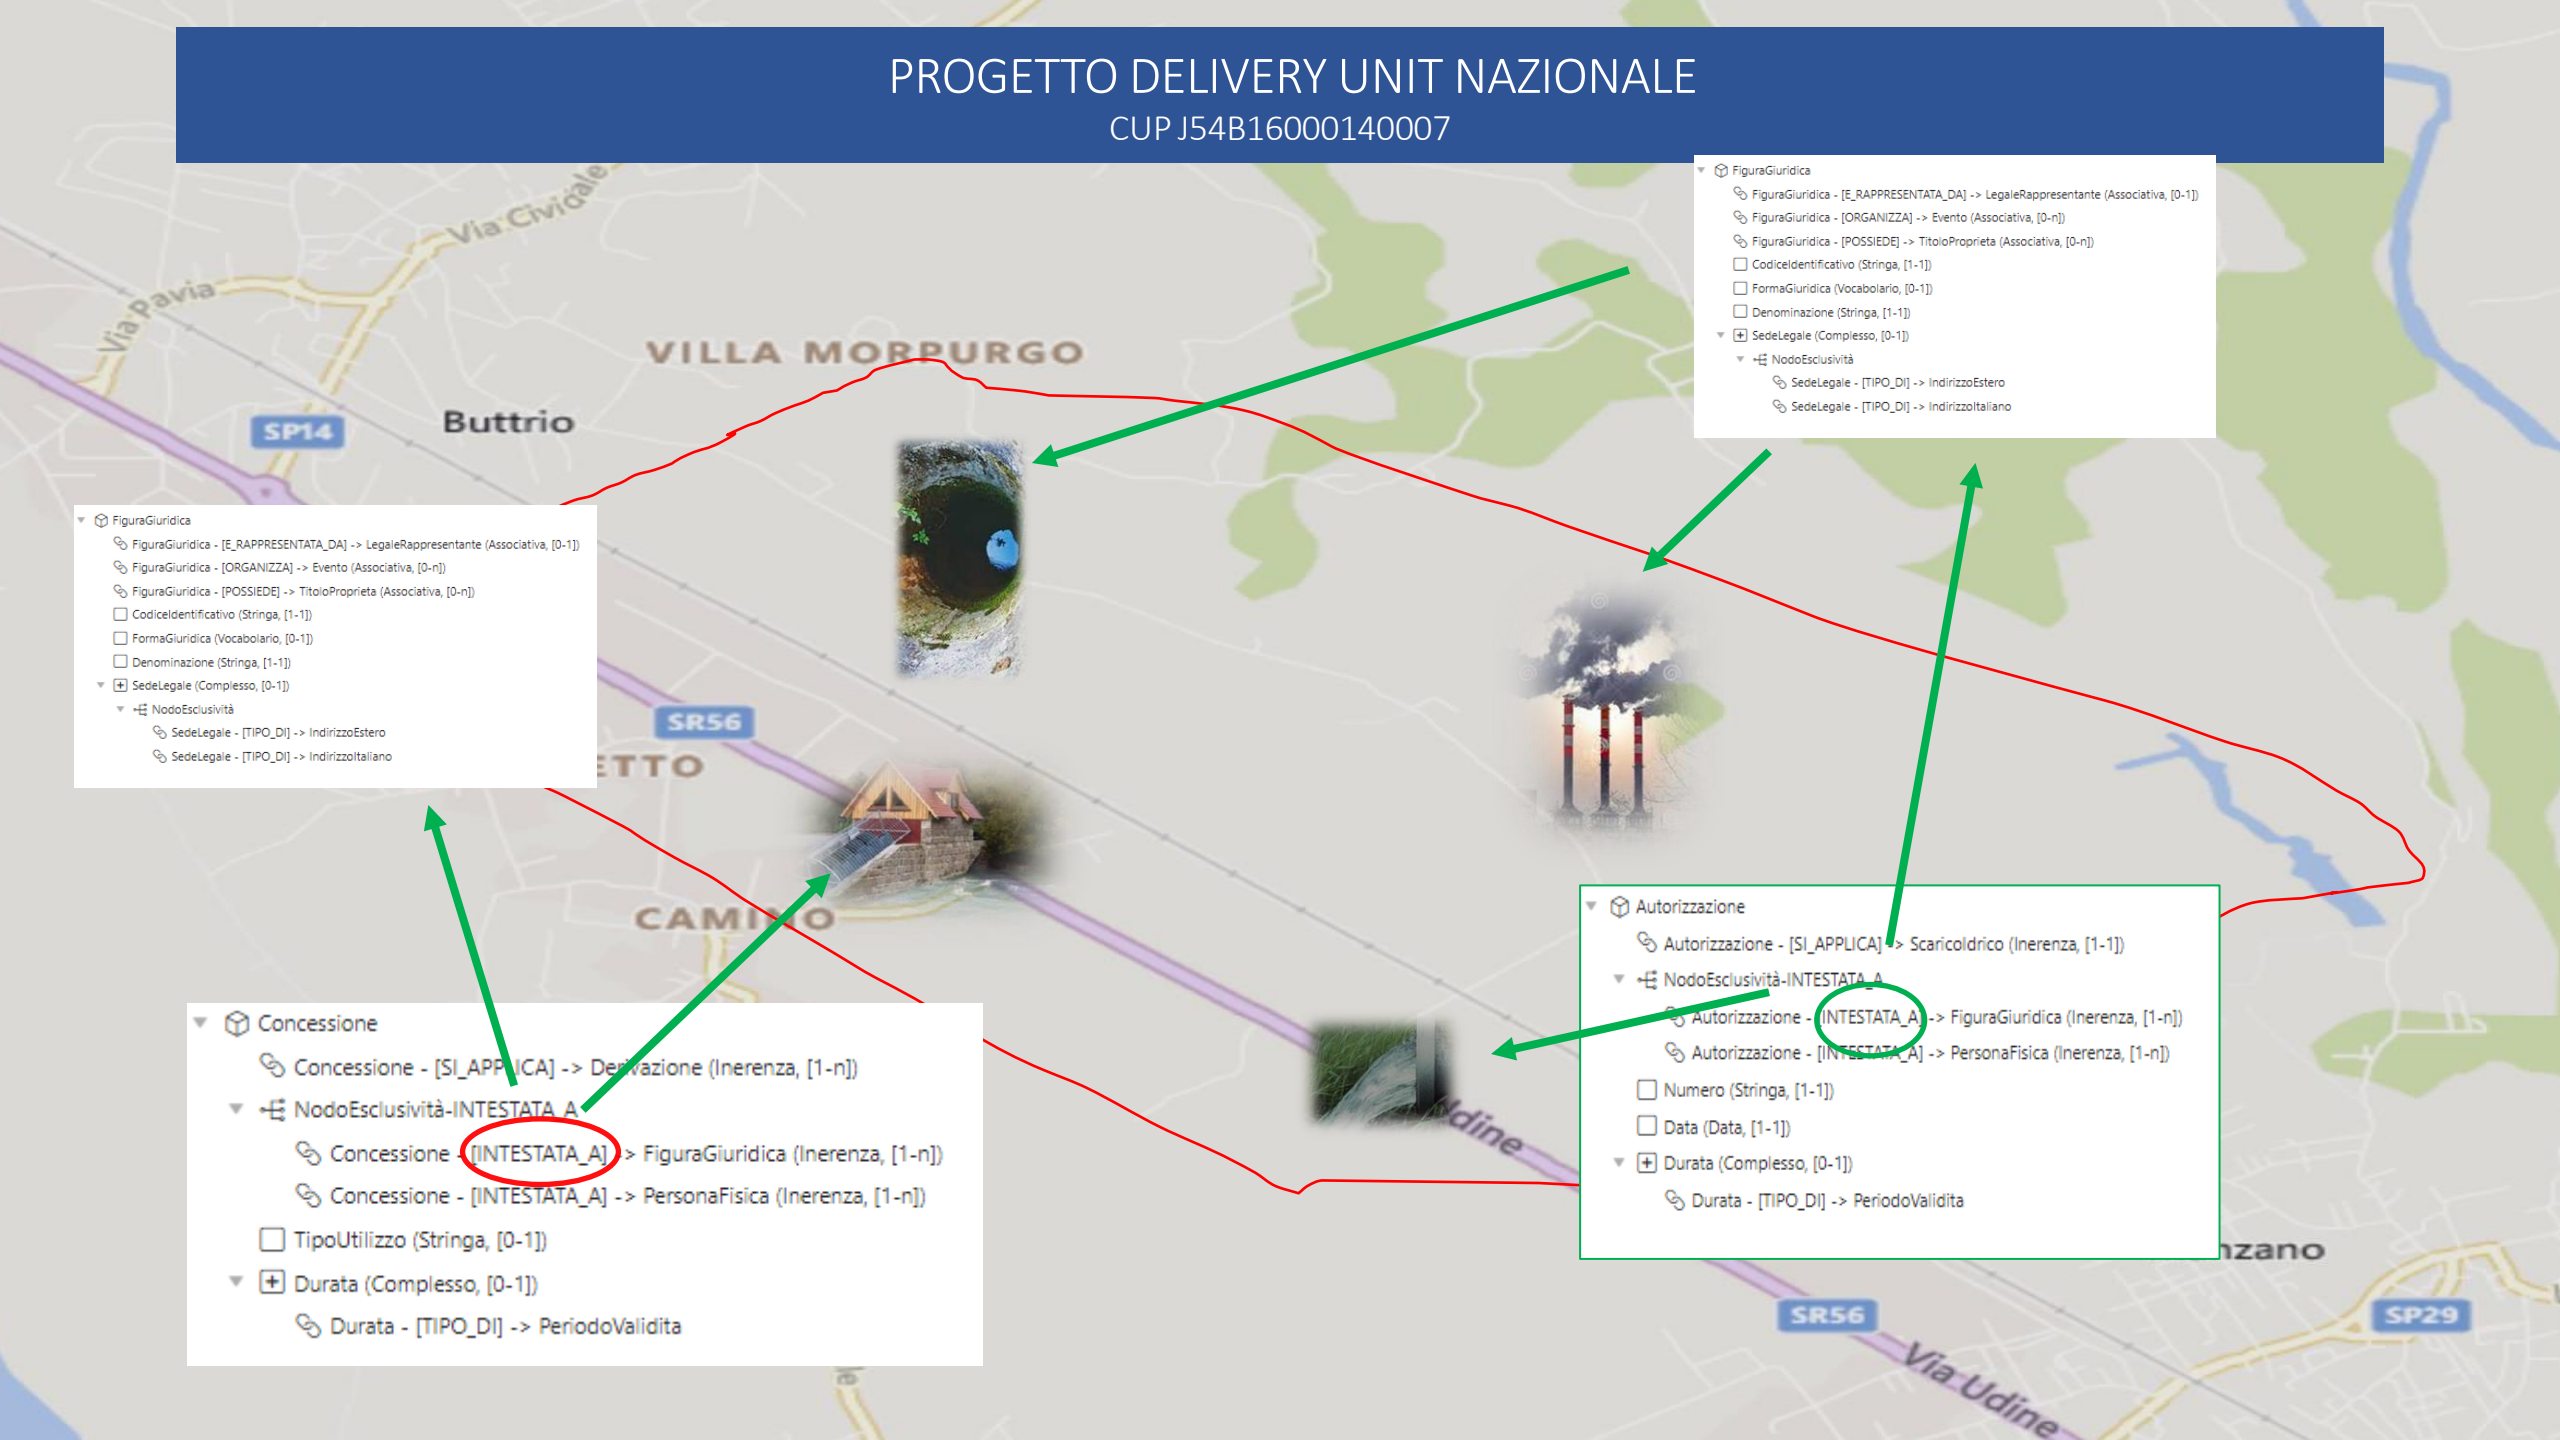 PROGETTO DELIVERY UNIT NAZIONALE
CUP J54B16000140007
FiguraGiuridica
FiguraGiuridica - [E_RAPPRESENTATA_DA] -> LegaleRappresentante (Associativa, [0-1])
FiguraGiuridica - [ORGANIZZA] -> Evento (Associativa, [0-n])
FiguraGiuridica - [POSSIEDE] -> TitoloProprieta (Associativa, [0-n])
CodiceIdentificativo (Stringa, [1-1])
FormaGiuridica (Vocabolario, [0-1])
Denominazione (Stringa, [1-1])
SedeLegale (Complesso, [0-1])
NodoEsclusività
SedeLegale - [TIPO_DI] -> IndirizzoEstero
SedeLegale - [TIPO_DI] -> IndirizzoItaliano
Via Cividale
Via Pavia
VILLA MORPURGO
Buttrio
SP14
FiguraGiuridica
FiguraGiuridica - [E_RAPPRESENTATA_DA] -> LegaleRappresentante (Associativa, [0-1])
FiguraGiuridica - [ORGANIZZA] -> Evento (Associativa, [0-n])
FiguraGiuridica - [POSSIEDE] -> TitoloProprieta (Associativa, [0-n])
CodiceIdentificativo (Stringa, [1-1])
FormaGiuridica (Vocabolario, [0-1])
Denominazione (Stringa, [1-1])
SedeLegale (Complesso, [0-1])
NodoEsclusività
SedeLegale - [TIPO_DI] -> IndirizzoEstero
SedeLegale - [TIPO_DI] -> IndirizzoItaliano
SR56
ETTO
CAMINO
Autorizzazione
Autorizzazione - [SI_APPLICA] -> ScaricoIdrico (Inerenza, [1-1])
NodoEsclusività-INTESTATA_A
Autorizzazione - [INTESTATA_A] -> FiguraGiuridica (Inerenza, [1-n])
Autorizzazione - [INTESTATA_A] -> PersonaFisica (Inerenza, [1-n])
Numero (Stringa, [1-1])
Data (Data, [1-1])
Durata (Complesso, [0-1])
Durata - [TIPO_DI] -> PeriodoValidita
Concessione
Concessione - [SI_APPLICA] -> Derivazione (Inerenza, [1-n])
NodoEsclusività-INTESTATA_A
Concessione - [INTESTATA_A] -> FiguraGiuridica (Inerenza, [1-n])
Concessione - [INTESTATA_A] -> PersonaFisica (Inerenza, [1-n])
TipoUtilizzo (Stringa, [0-1])
Durata (Complesso, [0-1])
Durata - [TIPO_DI] -> PeriodoValidita
dine
nzano
SR56
SP29
Via Udine
le